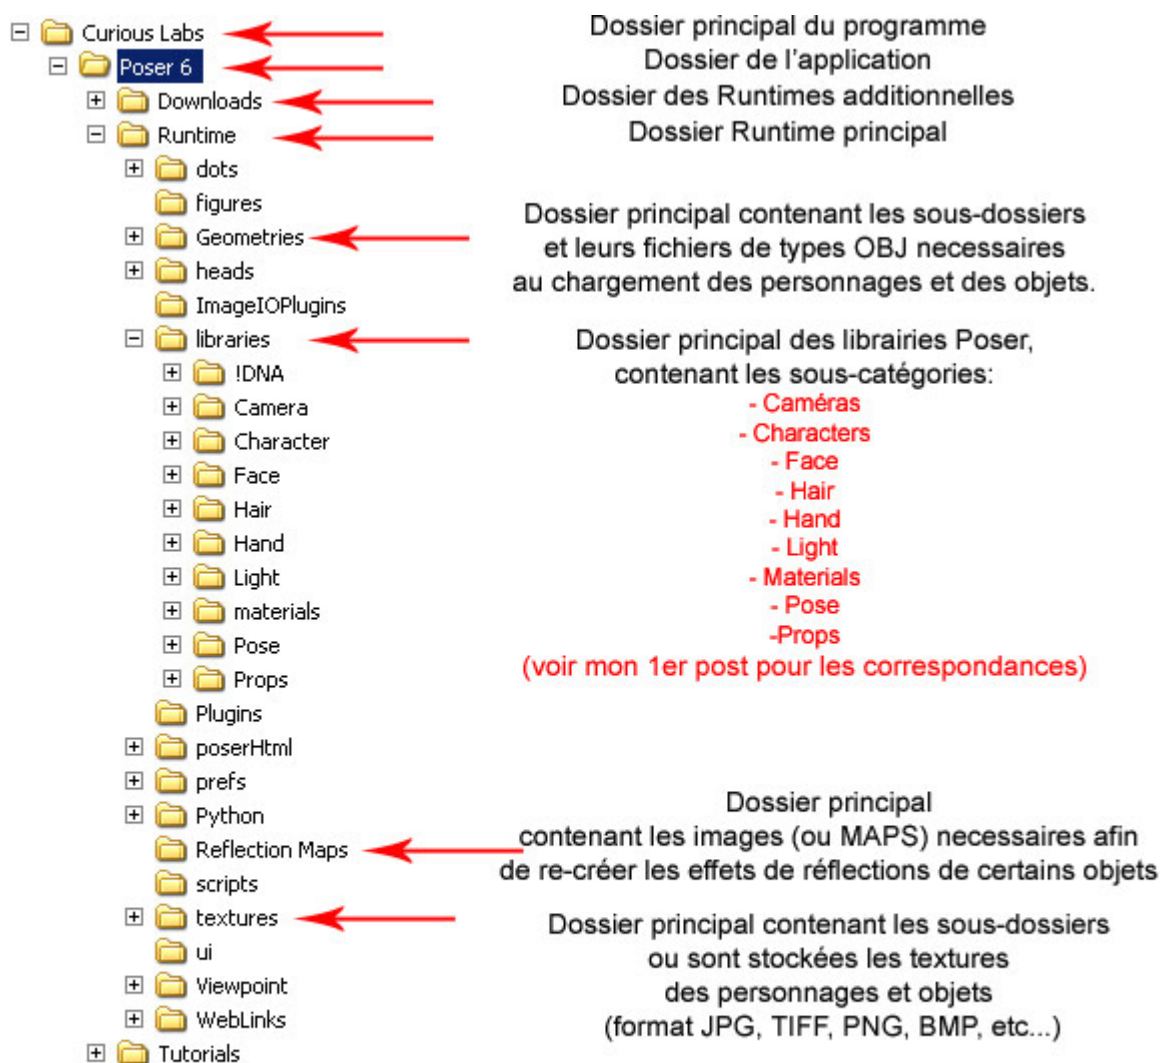 Curious Labs
Dossier principal du programme
Poser 6
Dossier de l'application
Downloads
Dossier des Runtimes additionnelles
Runtime
Dossier Runtime principal
dots
figures
Geometries
Dossier principal contenant les sous-dossiers
et leurs fichiers de types OBJ necessaires
au chargement des personnages et des objets.
heads
ImageIOPlugins
libraries
Dossier principal des librairies Poser,
contenant les sous-catégories:
- Caméras
- Characters
- Face
- Hair
- Hand
- Light
- Materials
- Pose
-Props
(voir mon 1er post pour les correspondances)
!DNA
Camera
Character
Face
Hair
Hand
Light
materials
Pose
Props
Plugins
poserHtml
prefs
Python
Reflection Maps
Dossier principal
contenant les images (ou MAPS) necessaires afin
de re-créer les effets de réflections de certains objets
scripts
textures
Dossier principal contenant les sous-dossiers
ou sont stockées les textures
des personnages et objets
(format JPG, TIFF, PNG, BMP, etc...)
ui
Viewpoint
WebLinks
Tutorials